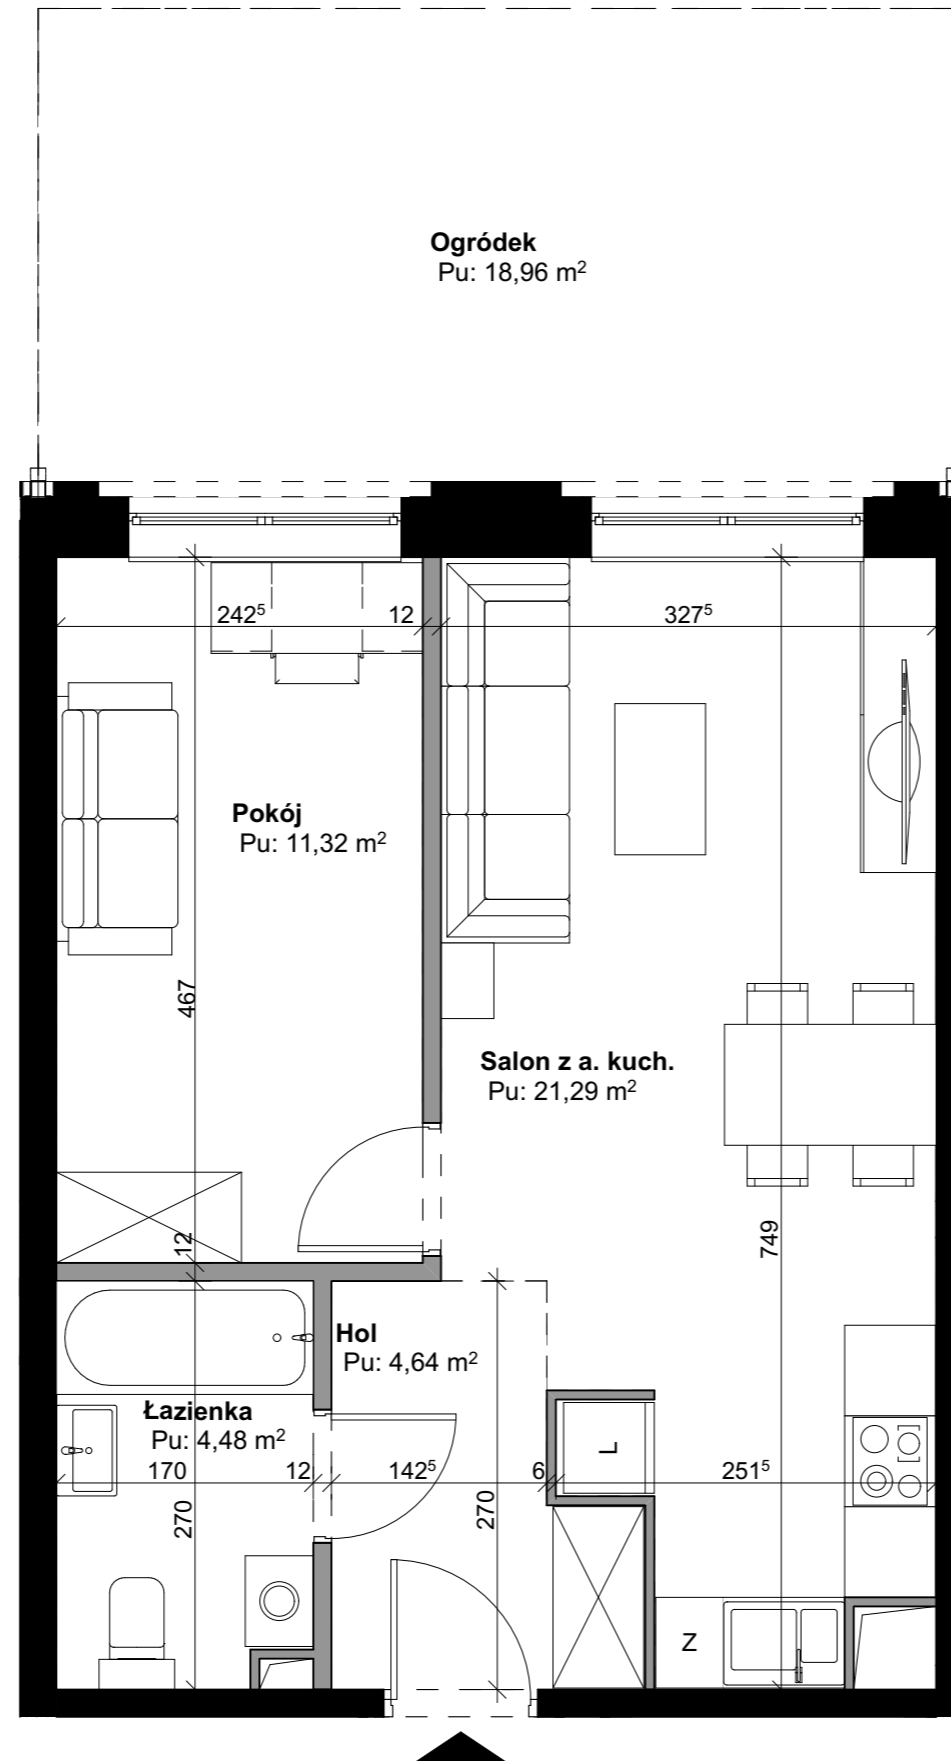 Ogródek
Pu: 18,96 m²
242⁵
12
327⁵
Pokój
Pu: 11,32 m²
467
Salon z a. kuch.
Pu: 21,29 m²
12
749
Hol
Pu: 4,64 m²
Łazienka
Pu: 4,48 m²
L
170
12
142⁵
6
251⁵
270
270
Z